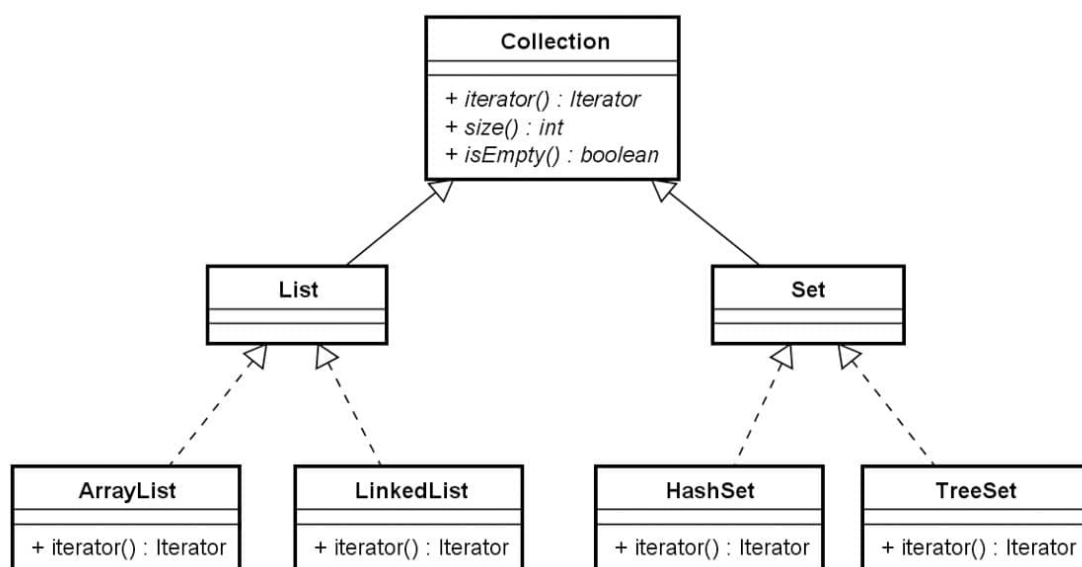 Collection
+ iterator() : Iterator
+ size() : int
+ isEmpty() : boolean
List
Set
ArrayList
+ iterator() : Iterator
LinkedList
+ iterator() : Iterator
HashSet
+ iterator() : Iterator
TreeSet
+ iterator() : Iterator